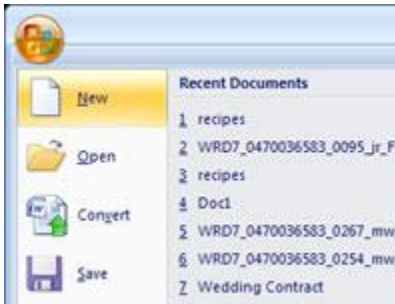 New
Open
Convert
Save
Recent Documents
1 recipes
2 WRD7_0470036583_0095_jr_F
3 recipes
4 Doc1
5 WRD7_0470036583_0267_mw
6 WRD7_0470036583_0254_mw
7 Wedding Contract